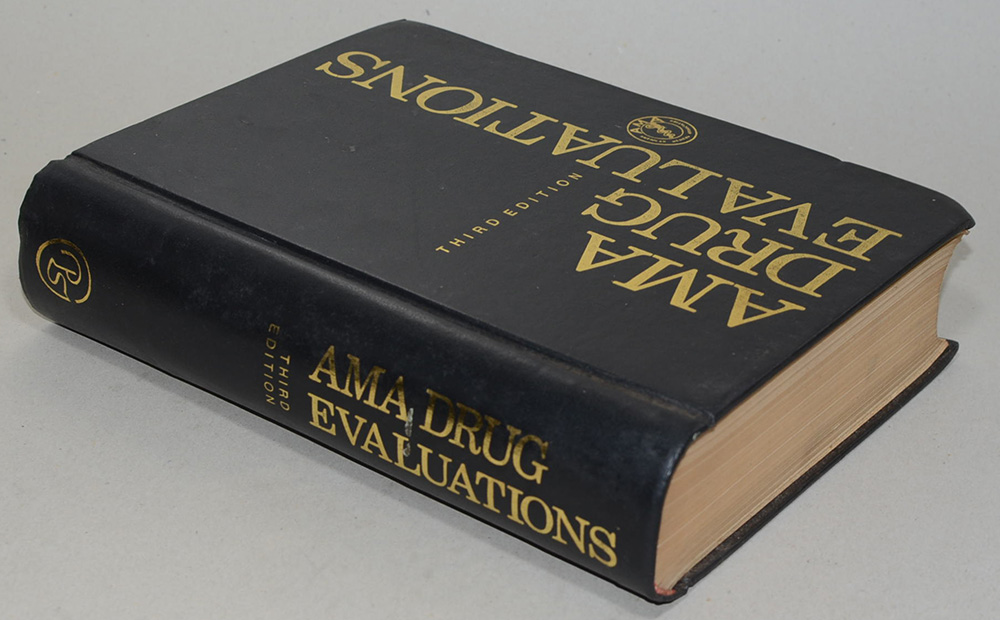 AMA
DRUG
EVALUATIONS
THIRD EDITION
AMA DRUG
EVALUATIONS
THIRD
EDITION